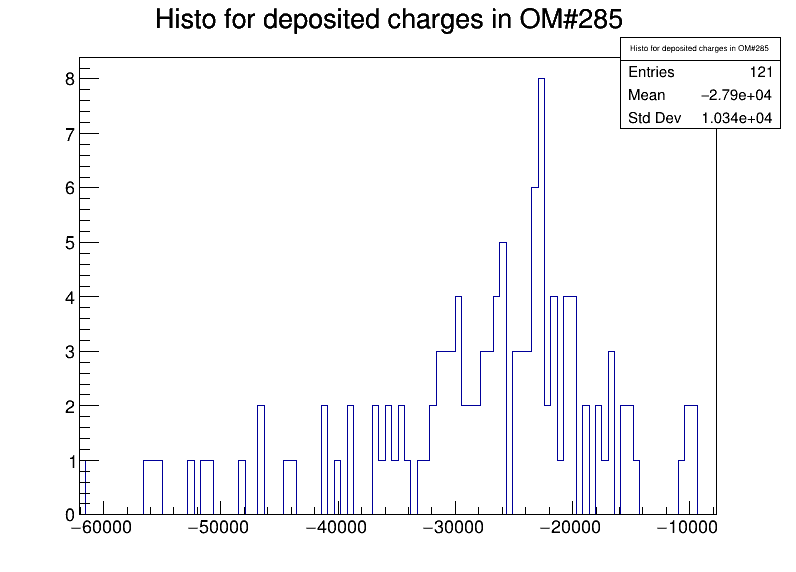 Histo for deposited charges in OM#285
Histo for deposited charges in OM#285
Entries 121
Mean −2.79e+04
Std Dev 1.034e+04
8
7
6
5
4
3
2
1
0
−60000 −50000 −40000 −30000 −20000 −10000